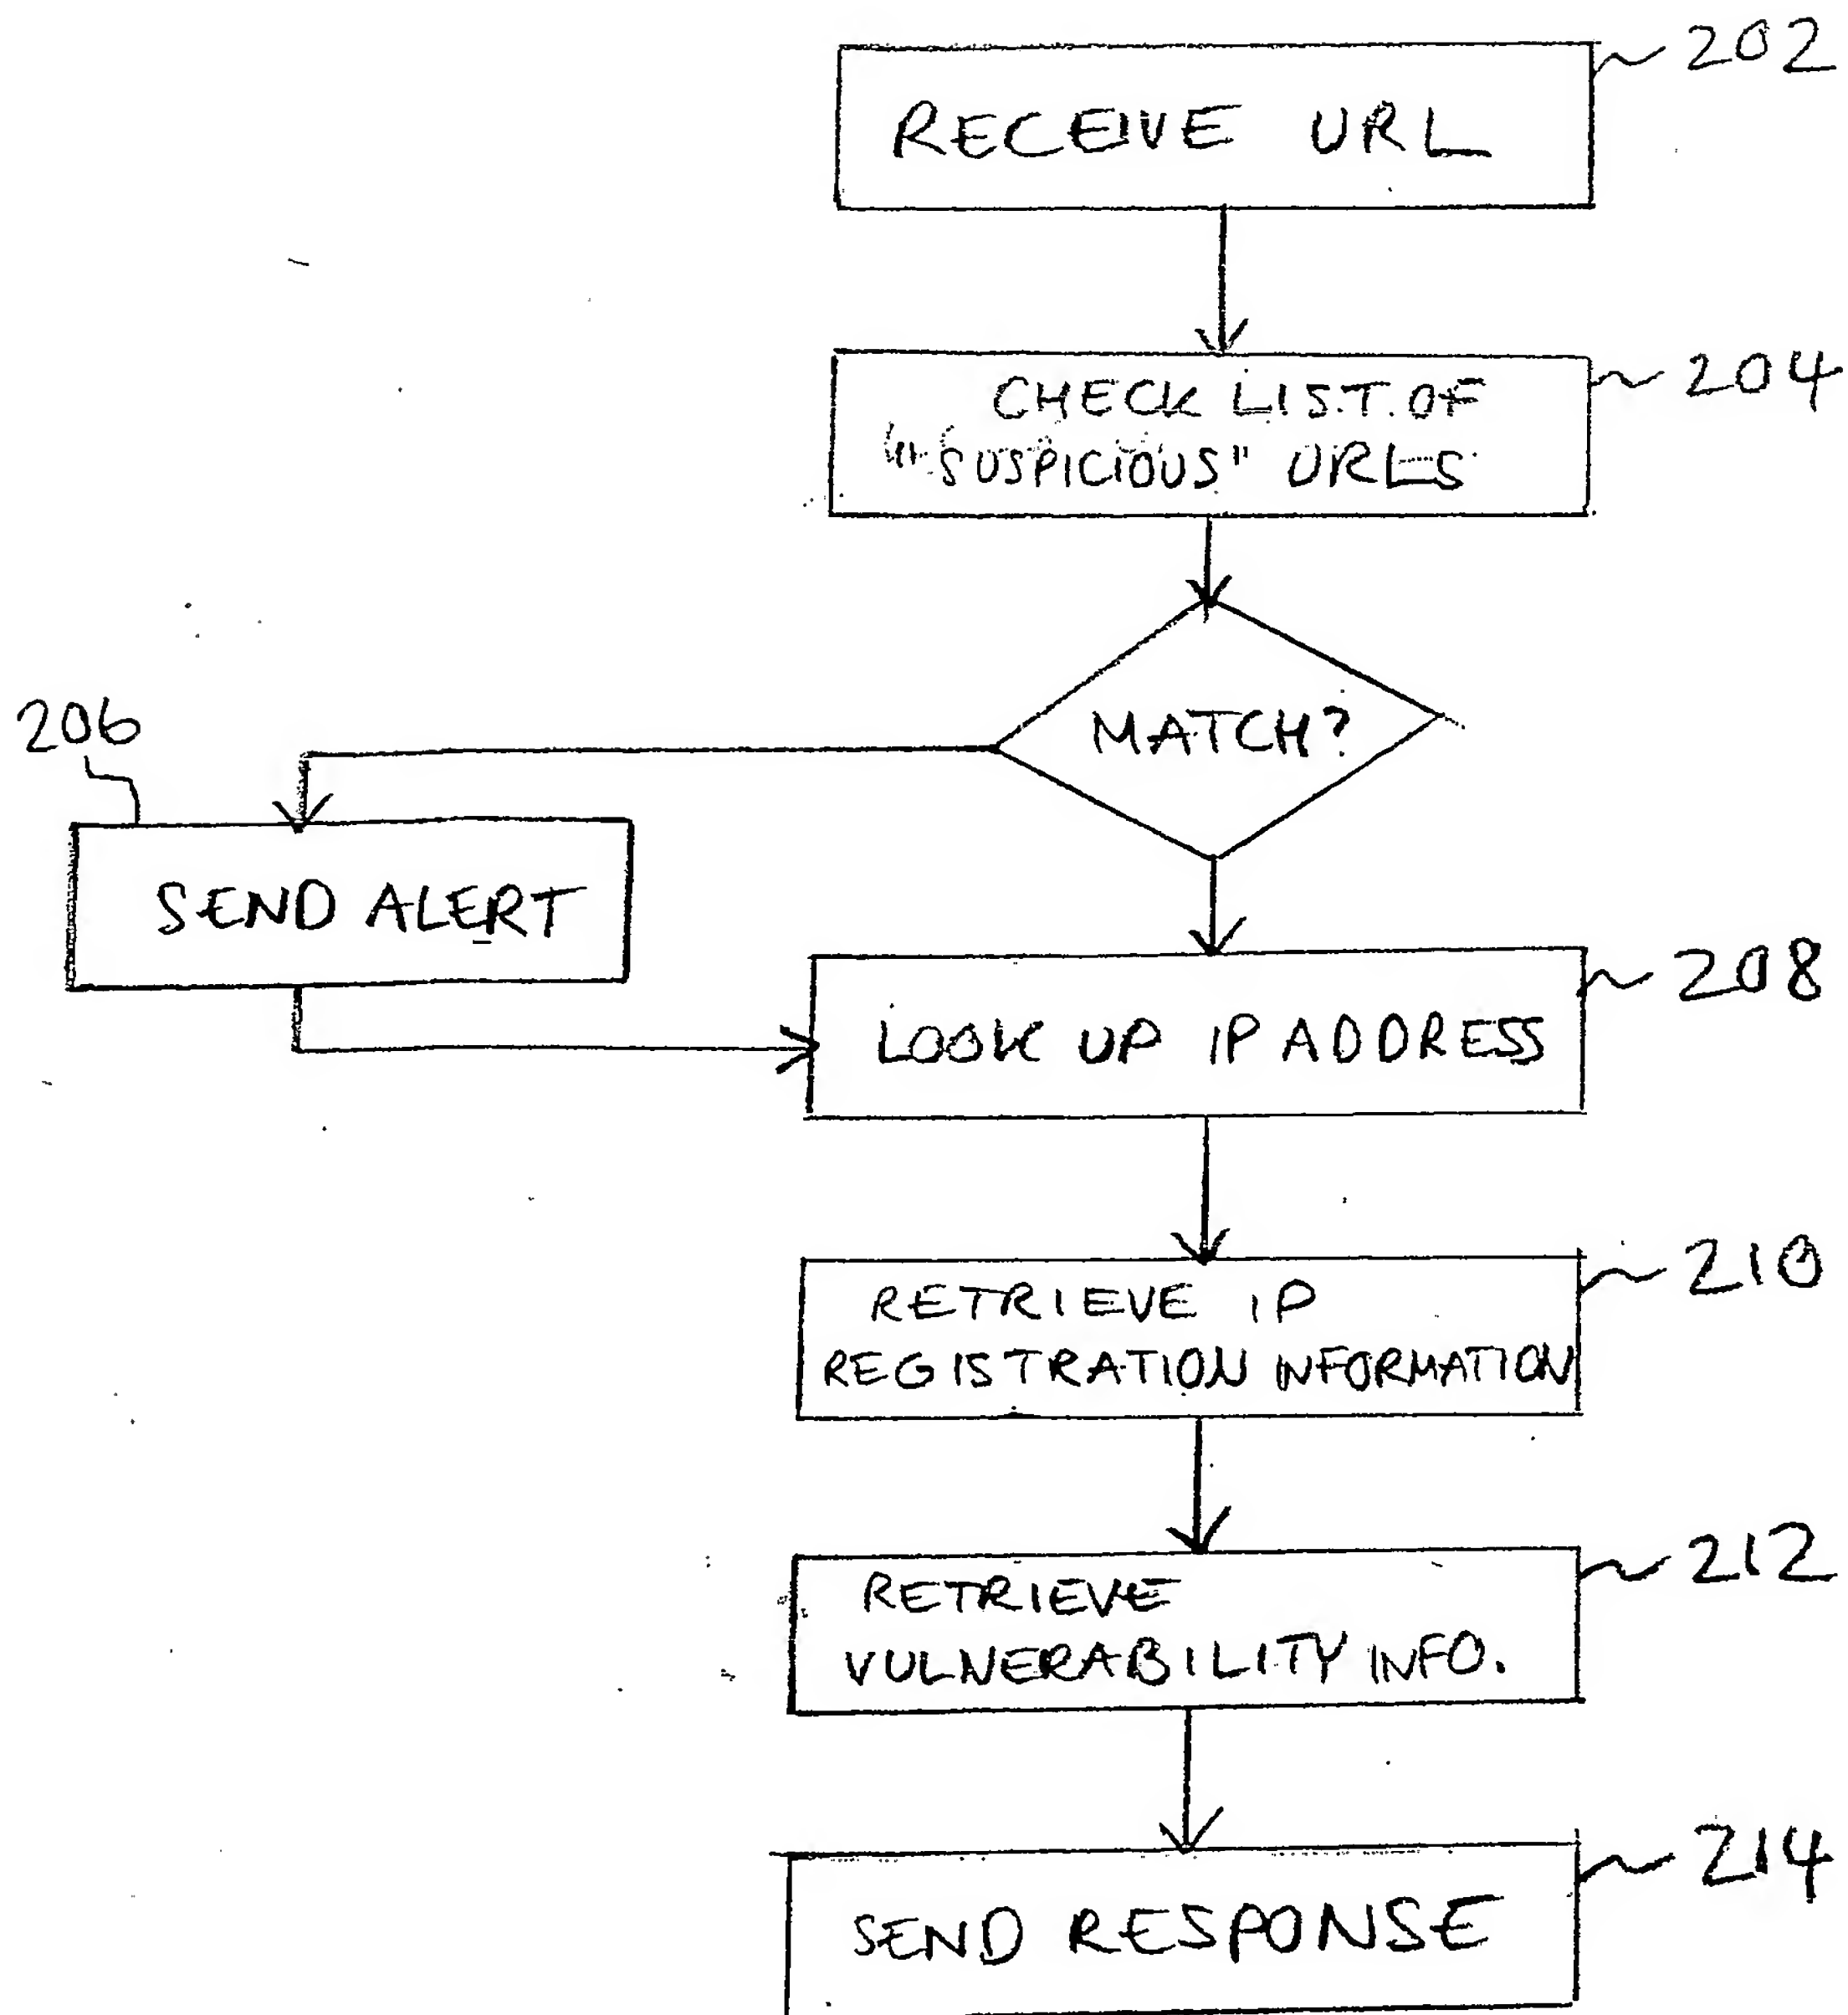 202
RECEIVE URL
204
CHECK LIST OF
"SUSPICIOUS" URLS
MATCH?
206
SEND ALERT
208
LOOK UP IP ADDRESS
210
RETRIEVE IP
REGISTRATION INFORMATION
212
RETRIEVE
VULNERABILITY INFO.
214
SEND RESPONSE